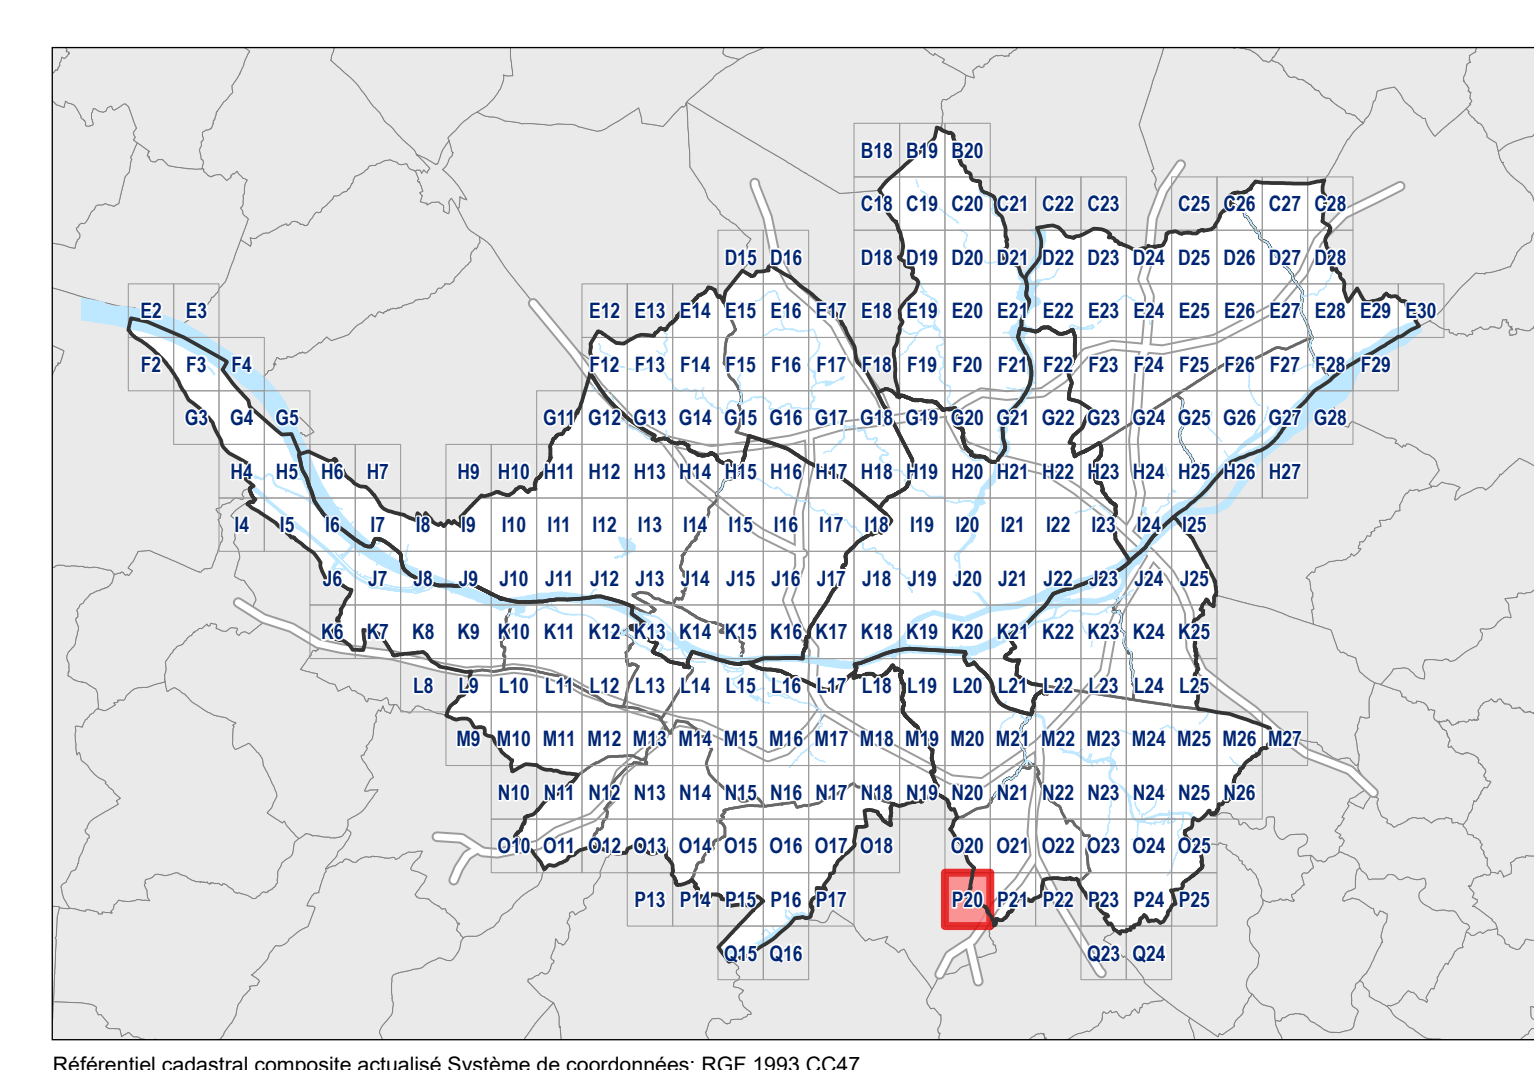 B18 B19 B20
C18 C19 C20 C21 C22 C23 C25 C26 C27 C28
D15 D16 D18 D19 D20 D21 D22 D23 D24 D25 D26 D27 D28
E2 E3 E12 E13 E14 E15 E16 E17 E18 E19 E20 E21 E22 E23 E24 E25 E26 E27 E28 E29 E30
F2 F3 F4 F12 F13 F14 F15 F16 F17 F18 F19 F20 F21 F22 F23 F24 F25 F26 F27 F28 F29
G3 G4 G5 G11 G12 G13 G14 G15 G16 G17 G18 G19 G20 G21 G22 G23 G24 G25 G26 G27 G28
H4 H5 H6 H7 H9 H10 H11 H12 H13 H14 H15 H16 H17 H18 H19 H20 H21 H22 H23 H24 H25 H26 H27
I4 I5 I6 I7 I8 I9 I10 I11 I12 I13 I14 I15 I16 I17 I18 I19 I20 I21 I22 I23 I24 I25
J6 J7 J8 J9 J10 J11 J12 J13 J14 J15 J16 J17 J18 J19 J20 J21 J22 J23 J24 J25
K6 K7 K8 K9 K10 K11 K12 K13 K14 K15 K16 K17 K18 K19 K20 K21 K22 K23 K24 K25
L8 L9 L10 L11 L12 L13 L14 L15 L16 L17 L18 L19 L20 L21 L22 L23 L24 L25
M9 M10 M11 M12 M13 M14 M15 M16 M17 M18 M19 M20 M21 M22 M23 M24 M25 M26 M27
N10 N11 N12 N13 N14 N15 N16 N17 N18 N19 N20 N21 N22 N23 N24 N25 N26
O10 O11 O12 O13 O14 O15 O16 O17 O18 O20 O21 O22 O23 O24 O25
P13 P14 P15 P16 P17 P20 P21 P22 P23 P24 P25
Q15 Q16 Q23 Q24
Référentiel cadastral composite actualisé Système de coordonnées: RGF 1993 CC47